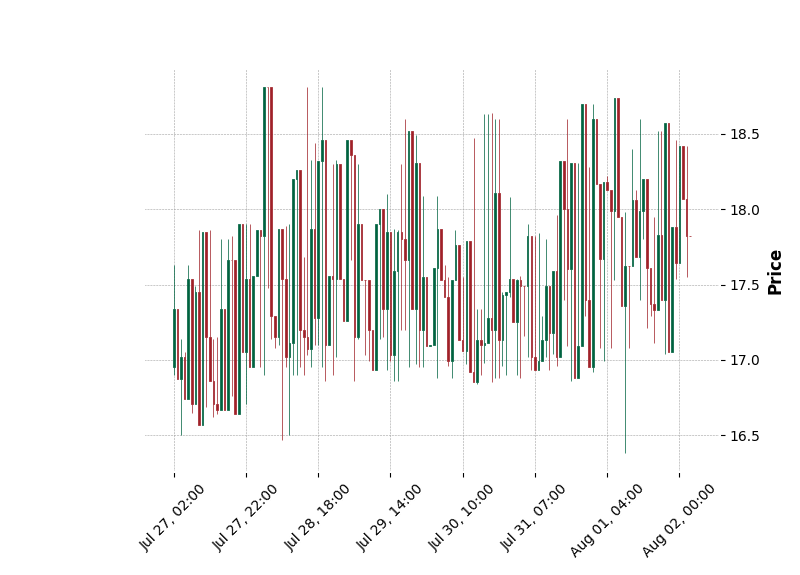 18.5
18.0
17.5
17.0
16.5
Price
Jul 27, 02:00
Jul 27, 22:00
Jul 28, 18:00
Jul 29, 14:00
Jul 30, 10:00
Jul 31, 07:00
Aug 01, 04:00
Aug 02, 00:00